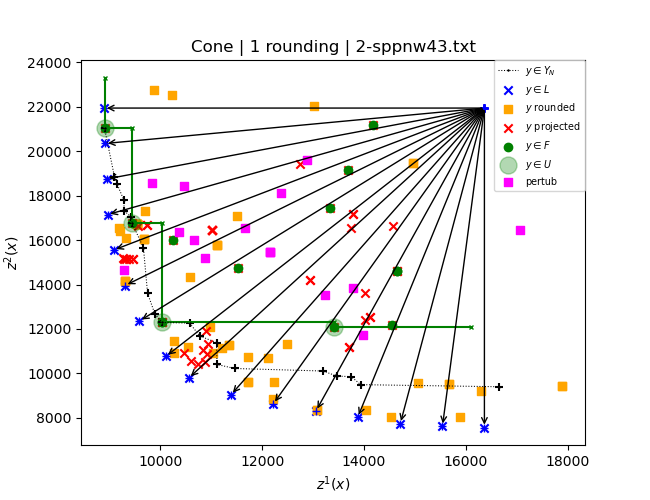 Cone | 1 rounding | 2-sppnw43.txt
24000
22000
20000
18000
16000
14000
12000
10000
8000
z²(x)
10000 12000 14000 16000 18000
z¹(x)
y ∈ Y_N
y ∈ L
y rounded
y projected
y ∈ F
y ∈ U
pertub